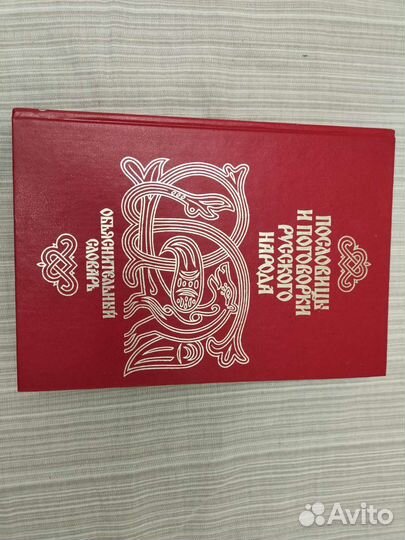 ПОСЛОВИЦЫ
И ПОГОВОРКИ
РУССКОГО
НАРОДА
ОБЪЯСНИТЕЛЬНЫЙ
СЛОВАРЬ
Avito